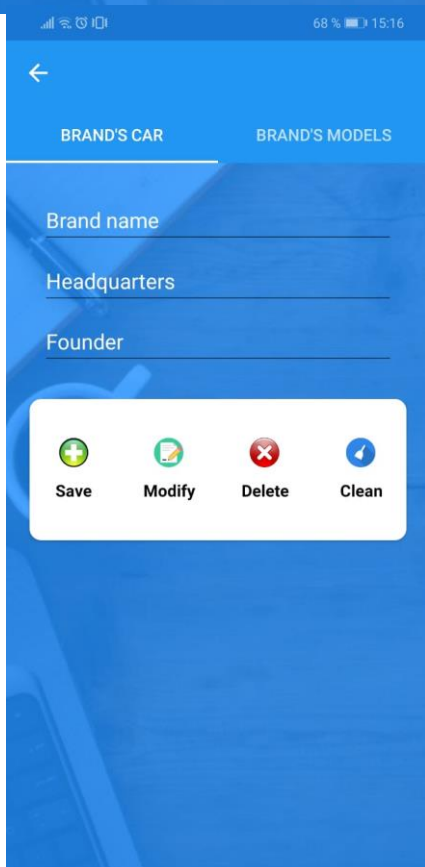 68 % 15:16
BRAND'S CAR BRAND'S MODELS
Brand name
Headquarters
Founder
Save Modify Delete Clean